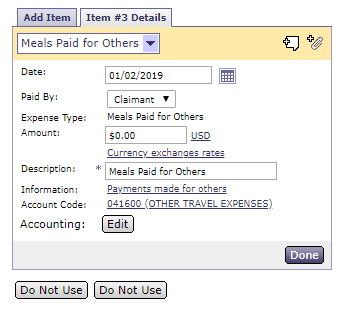 Add Item Item #3 Details
Meals Paid for Others
Date: 01/02/2019
Paid By: Claimant
Expense Type: Meals Paid for Others
Amount: $0.00 USD
Currency exchanges rates
Description: * Meals Paid for Others
Information: Payments made for others
Account Code: 041600 (OTHER TRAVEL EXPENSES)
Accounting: Edit
Done
Do Not Use Do Not Use